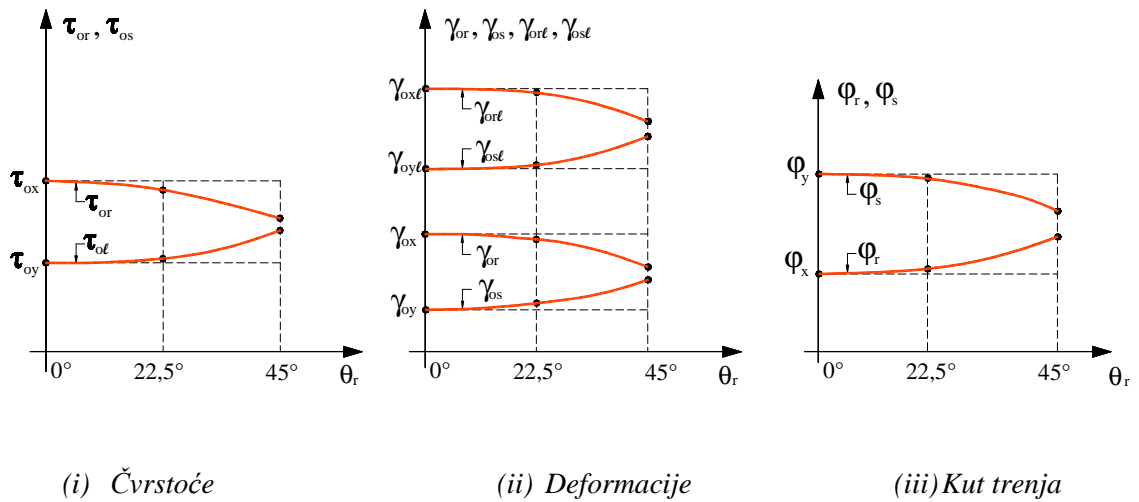 τor, τos
τox
τor
τoℓ
τoy
0°
22,5°
45°
θr
(i) Čvrstoće
γor, γos, γorℓ, γosℓ
γoxℓ
γorℓ
γosℓ
γoyℓ
γox
γor
γos
γoy
0°
22,5°
45°
θr
(ii) Deformacije
φr, φs
φy
φs
φr
φx
0°
22,5°
45°
θr
(iii) Kut trenja